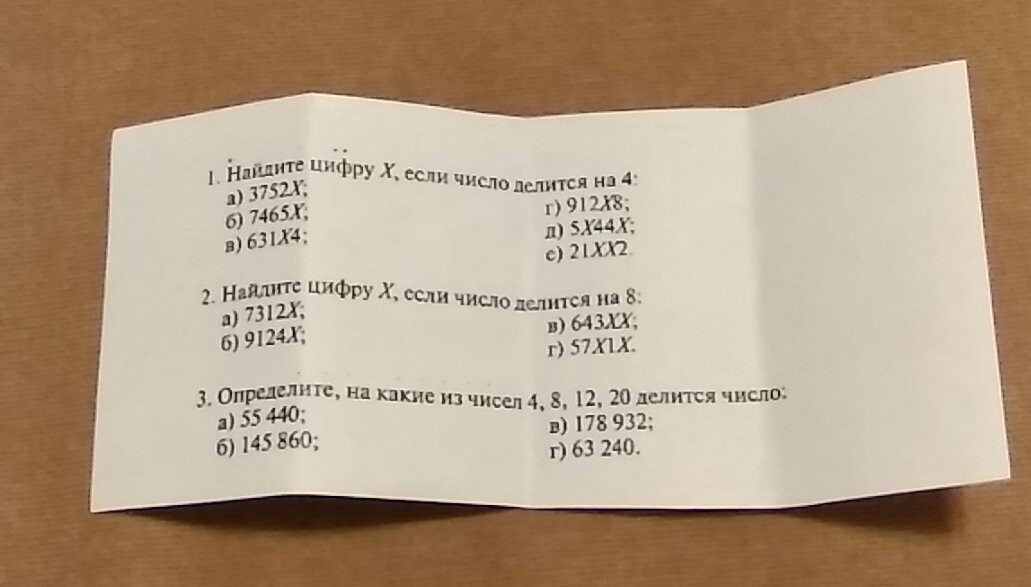 1. Найдите цифру X, если число делится на 4:
а) 3752X;
б) 7465X;
в) 631X4;
г) 912X8;
д) 5X44X;
е) 21XX2.
2. Найдите цифру X, если число делится на 8:
а) 7312X;
б) 9124X;
в) 643XX;
г) 57X1X.
3. Определите, на какие из чисел 4, 8, 12, 20 делится число:
а) 55 440;
б) 145 860;
в) 178 932;
г) 63 240.